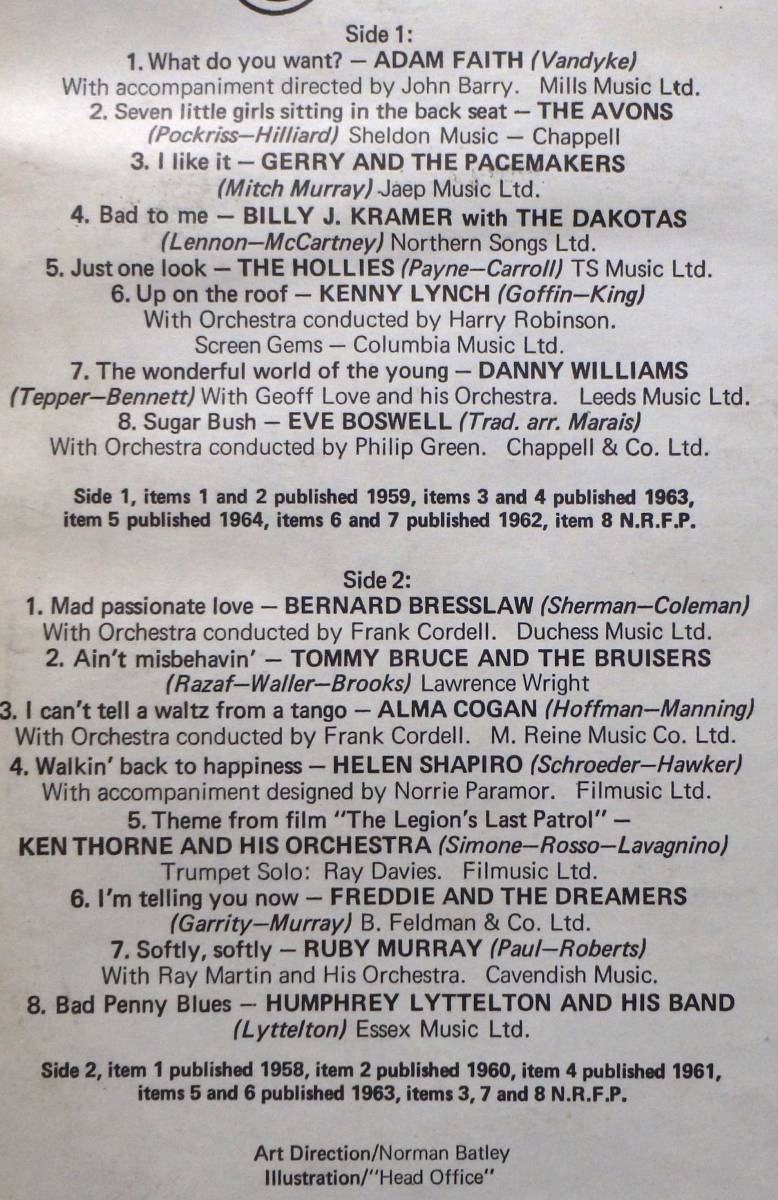 Side 1:
1. What do you want? — ADAM FAITH (Vandyke)
With accompaniment directed by John Barry. Mills Music Ltd.
2. Seven little girls sitting in the back seat — THE AVONS
(Pockriss—Hilliard) Sheldon Music — Chappell
3. I like it — GERRY AND THE PACEMAKERS
(Mitch Murray) Jaep Music Ltd.
4. Bad to me — BILLY J. KRAMER with THE DAKOTAS
(Lennon—McCartney) Northern Songs Ltd.
5. Just one look — THE HOLLIES (Payne—Carroll) TS Music Ltd.
6. Up on the roof — KENNY LYNCH (Goffin—King)
With Orchestra conducted by Harry Robinson.
Screen Gems — Columbia Music Ltd.
7. The wonderful world of the young — DANNY WILLIAMS
(Tepper—Bennett) With Geoff Love and his Orchestra. Leeds Music Ltd.
8. Sugar Bush — EVE BOSWELL (Trad. arr. Marais)
With Orchestra conducted by Philip Green. Chappell & Co. Ltd.
Side 1, items 1 and 2 published 1959, items 3 and 4 published 1963,
item 5 published 1964, items 6 and 7 published 1962, item 8 N.R.F.P.
Side 2:
1. Mad passionate love — BERNARD BRESSLAW (Sherman—Coleman)
With Orchestra conducted by Frank Cordell. Duchess Music Ltd.
2. Ain't misbehavin' — TOMMY BRUCE AND THE BRUISERS
(Razaf—Waller—Brooks) Lawrence Wright
3. I can't tell a waltz from a tango — ALMA COGAN (Hoffman—Manning)
With Orchestra conducted by Frank Cordell. M. Reine Music Co. Ltd.
4. Walkin' back to happiness — HELEN SHAPIRO (Schroeder—Hawker)
With accompaniment designed by Norrie Paramor. Filmusic Ltd.
5. Theme from film "The Legion's Last Patrol" —
KEN THORNE AND HIS ORCHESTRA (Simone—Rosso—Lavagnino)
Trumpet Solo: Ray Davies. Filmusic Ltd.
6. I'm telling you now — FREDDIE AND THE DREAMERS
(Garrity—Murray) B. Feldman & Co. Ltd.
7. Softly, softly — RUBY MURRAY (Paul—Roberts)
With Ray Martin and His Orchestra. Cavendish Music.
8. Bad Penny Blues — HUMPHREY LYTTELTON AND HIS BAND
(Lyttelton) Essex Music Ltd.
Side 2, item 1 published 1958, item 2 published 1960, item 4 published 1961,
items 5 and 6 published 1963, items 3, 7 and 8 N.R.F.P.
Art Direction/Norman Batley
Illustration/"Head Office"